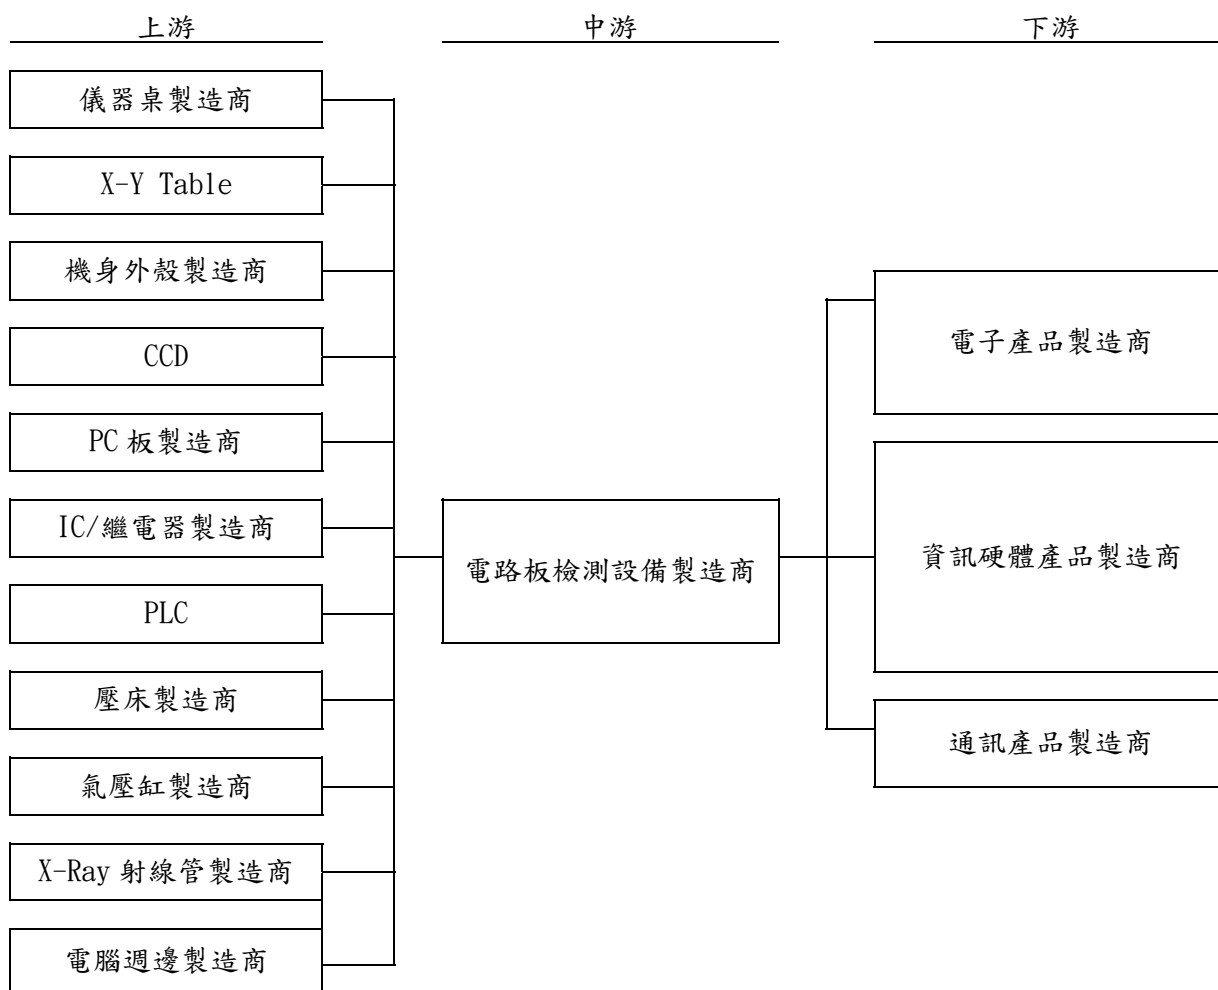 上游
中游
下游
儀器桌製造商
X-Y Table
機身外殼製造商
CCD
PC 板製造商
IC/繼電器製造商
PLC
壓床製造商
氣壓缸製造商
X-Ray 射線管製造商
電腦週邊製造商
電路板檢測設備製造商
電子產品製造商
資訊硬體產品製造商
通訊產品製造商